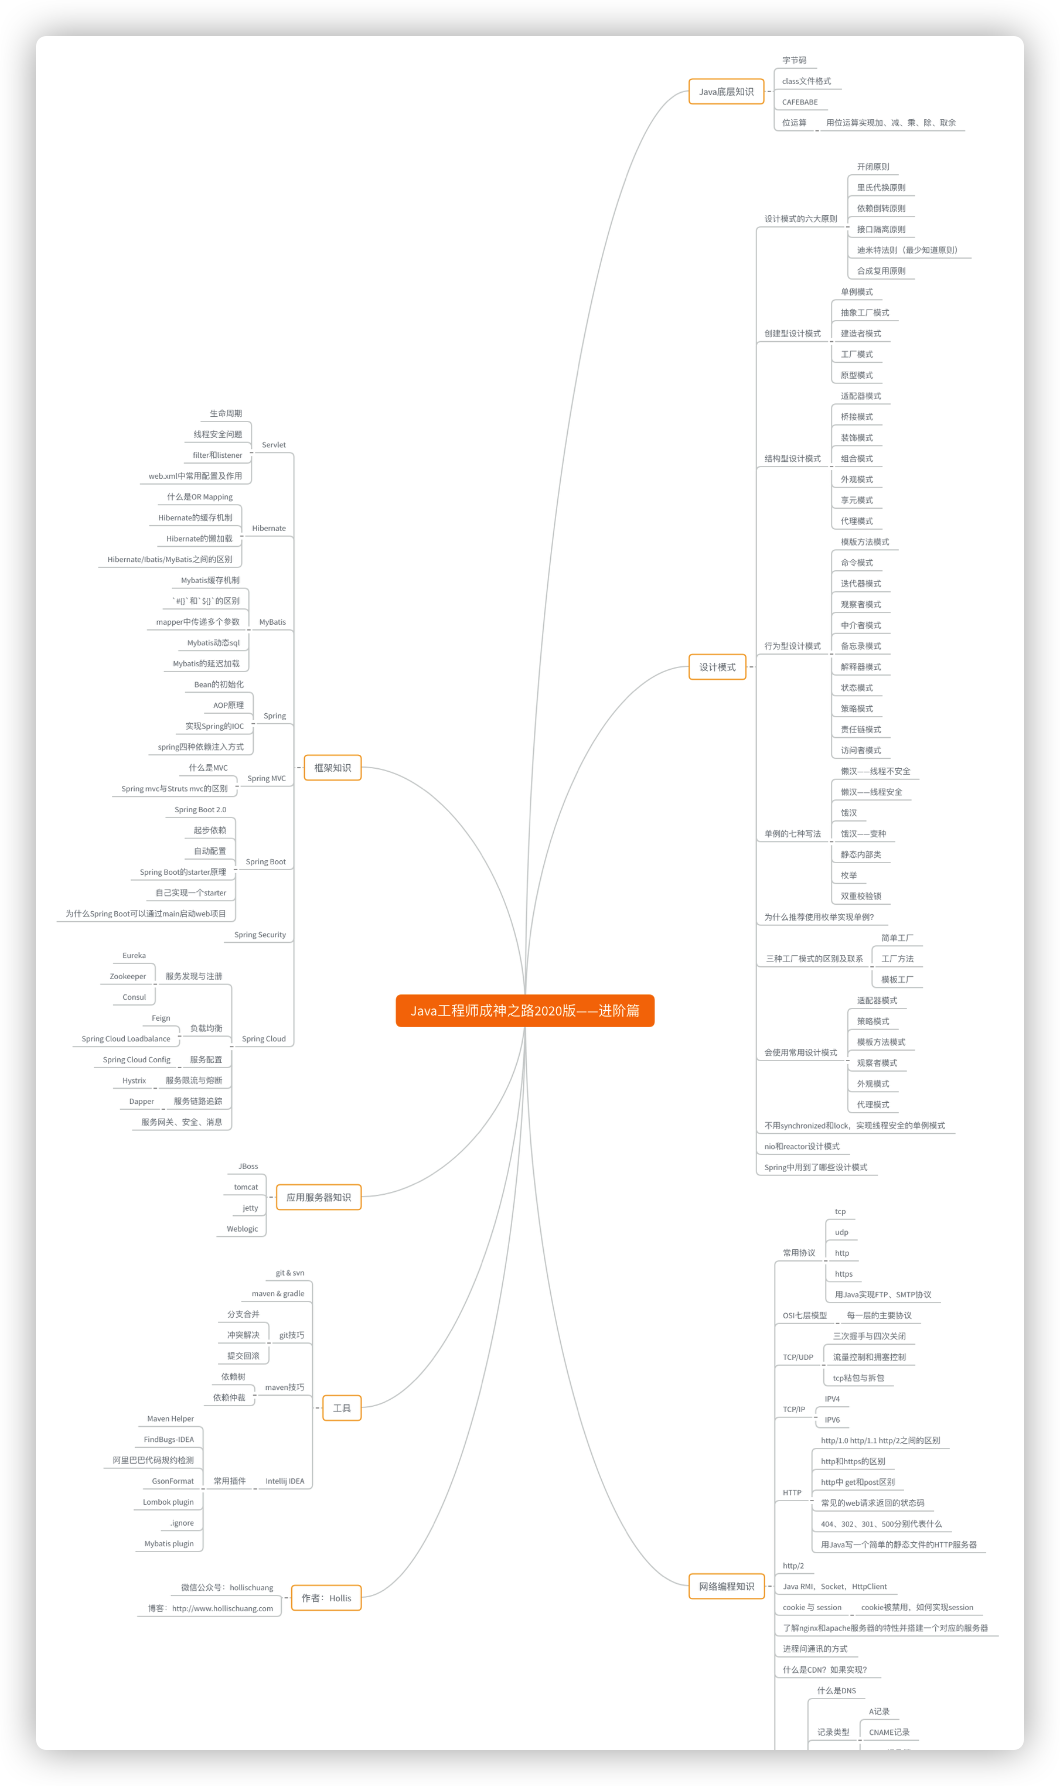 Java工程师成神之路2020版——进阶篇
Java底层知识
字节码
class文件格式
CAFEBABE
位运算
用位运算实现加、减、乘、除、取余
设计模式
设计模式的六大原则
开闭原则
里氏代换原则
依赖倒转原则
接口隔离原则
迪米特法则（最少知道原则）
合成复用原则
创建型设计模式
单例模式
抽象工厂模式
建造者模式
工厂模式
原型模式
结构型设计模式
适配器模式
桥接模式
装饰模式
组合模式
外观模式
享元模式
代理模式
行为型设计模式
模版方法模式
命令模式
迭代器模式
观察者模式
中介者模式
备忘录模式
解释器模式
状态模式
策略模式
责任链模式
访问者模式
单例的七种写法
懒汉——线程不安全
懒汉——线程安全
饿汉
饿汉——变种
静态内部类
枚举
双重校验锁
为什么推荐使用枚举实现单例?
三种工厂模式的区别及联系
简单工厂
工厂方法
模板工厂
会使用常用设计模式
适配器模式
策略模式
模板方法模式
观察者模式
外观模式
代理模式
不用synchronized和lock，实现线程安全的单例模式
nio和reactor设计模式
Spring中用到了哪些设计模式
网络编程知识
常用协议
tcp
udp
http
https
用Java实现FTP、SMTP协议
OSI七层模型
每一层的主要协议
TCP/UDP
三次握手与四次关闭
流量控制和拥塞控制
tcp粘包与拆包
TCP/IP
IPV4
IPV6
HTTP
http/1.0 http/1.1 http/2之间的区别
http和https的区别
http中 get和post区别
常见的web请求返回的状态码
404、302、301、500分别代表什么
用Java写一个简单的静态文件的HTTP服务器
http/2
Java RMI，Socket，HttpClient
cookie 与 session
cookie被禁用，如何实现session
了解nginx和apache服务器的特性并搭建一个对应的服务器
进程间通讯的方式
什么是CDN？如果实现？
什么是DNS
记录类型
A记录
CNAME记录
框架知识
Servlet
生命周期
线程安全问题
filter和listener
web.xml中常用配置及作用
Hibernate
什么是OR Mapping
Hibernate的缓存机制
Hibernate的懒加载
Hibernate/Ibatis/MyBatis之间的区别
MyBatis
Mybatis缓存机制
`#{}`和`${}`的区别
mapper中传递多个参数
Mybatis动态sql
Mybatis的延迟加载
Spring
Bean的初始化
AOP原理
实现Spring的IOC
spring四种依赖注入方式
Spring MVC
什么是MVC
Spring mvc与Struts mvc的区别
Spring Boot
Spring Boot 2.0
起步依赖
自动配置
Spring Boot的starter原理
自己实现一个starter
为什么Spring Boot可以通过main启动web项目
Spring Security
Spring Cloud
服务发现与注册
Eureka
Zookeeper
Consul
负载均衡
Feign
Spring Cloud Loadbalance
服务配置
Spring Cloud Config
服务限流与熔断
Hystrix
服务链路追踪
Dapper
服务网关、安全、消息
应用服务器知识
JBoss
tomcat
jetty
Weblogic
工具
git & svn
maven & gradle
git技巧
分支合并
冲突解决
提交回滚
maven技巧
依赖树
依赖仲裁
Intellij IDEA
常用插件
Maven Helper
FindBugs-IDEA
阿里巴巴代码规约检测
GsonFormat
Lombok plugin
.ignore
Mybatis plugin
作者：Hollis
微信公众号：hollischuang
博客：http://www.hollischuang.com